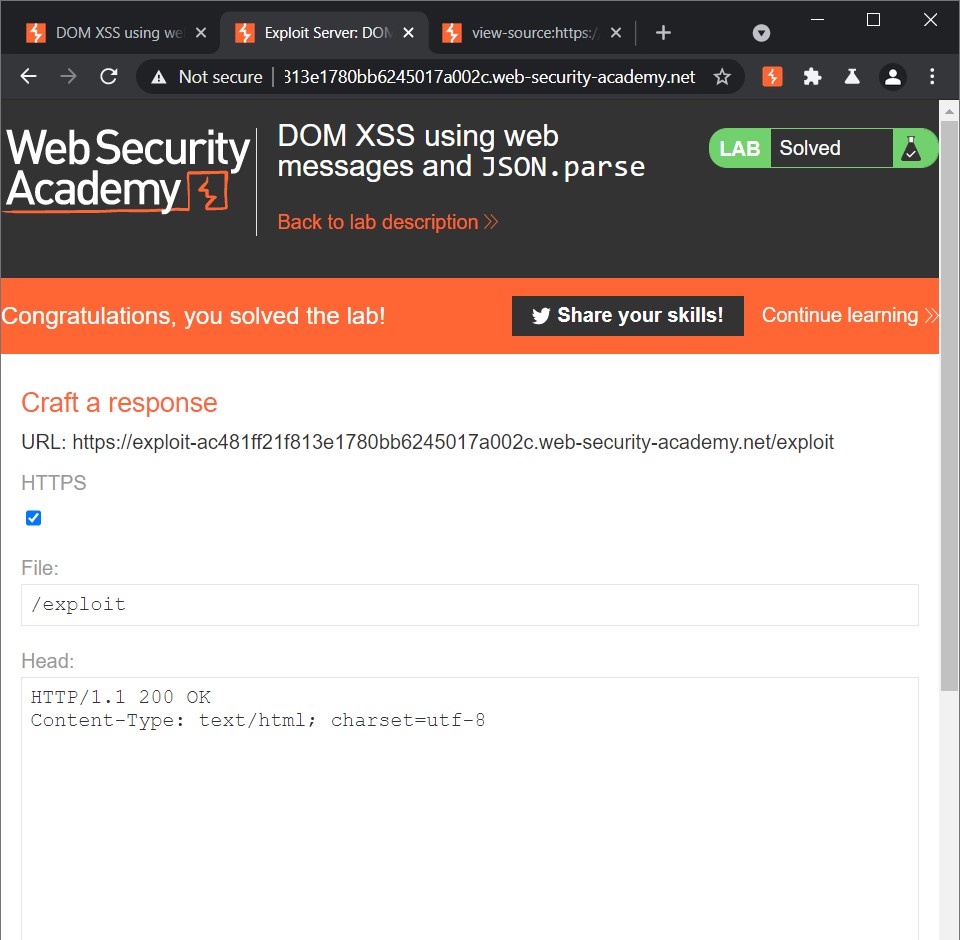 DOM XSS using we
Exploit Server: DOM
view-source:https:/
Not secure
813e1780bb6245017a002c.web-security-academy.net
Web Security
Academy
DOM XSS using web
messages and JSON.parse
Back to lab description
LAB
Solved
Congratulations, you solved the lab!
Share your skills!
Continue learning
Craft a response
URL: https://exploit-ac481ff21f813e1780bb6245017a002c.web-security-academy.net/exploit
HTTPS
File:
/exploit
Head:
HTTP/1.1 200 OK
Content-Type: text/html; charset=utf-8